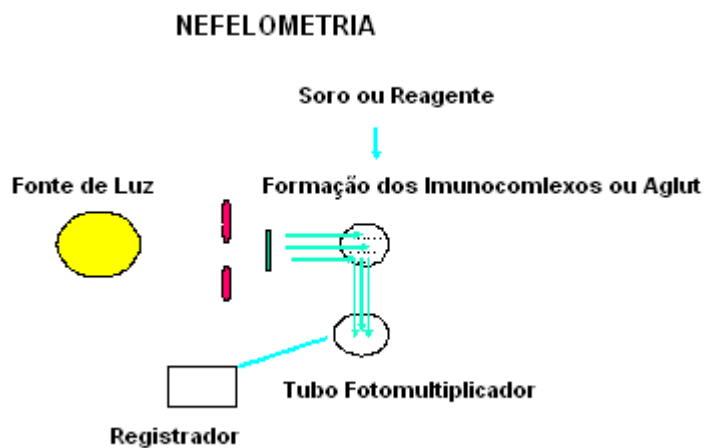 NEFELOMETRIA
Soro ou Reagente
Fonte de Luz
Formação dos Imunocomlexos ou Aglut
Tubo Fotomultiplicador
Registrador